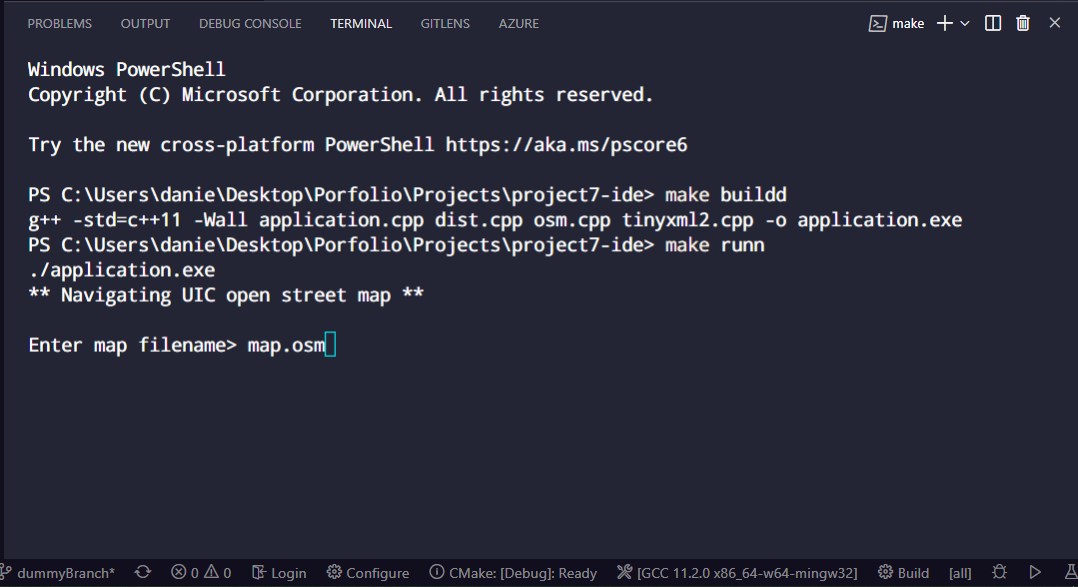 PROBLEMS OUTPUT DEBUG CONSOLE TERMINAL GITLENS AZURE make
Windows PowerShell
Copyright (C) Microsoft Corporation. All rights reserved.
Try the new cross-platform PowerShell https://aka.ms/pscore6
PS C:\Users\danie\Desktop\Porfolio\Projects\project7-ide> make buildd
g++ -std=c++11 -Wall application.cpp dist.cpp osm.cpp tinyxml2.cpp -o application.exe
PS C:\Users\danie\Desktop\Porfolio\Projects\project7-ide> make runn
./application.exe
** Navigating UIC open street map **
Enter map filename> map.osm
dummyBranch* 0 0 Login Configure CMake: [Debug]: Ready [GCC 11.2.0 x86_64-w64-mingw32] Build [all]